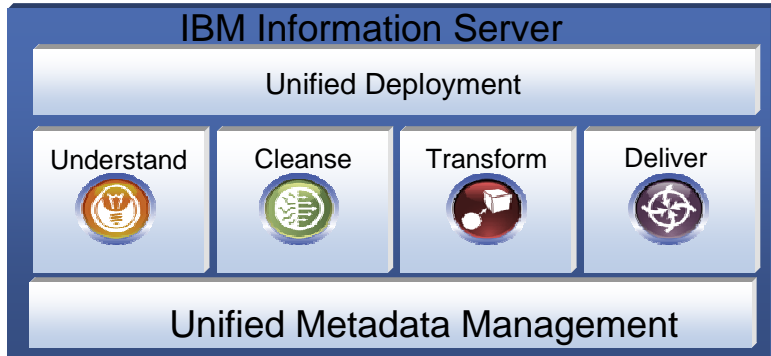 IBM Information Server
Unified Deployment
Understand
Cleanse
Transform
Deliver
Unified Metadata Management